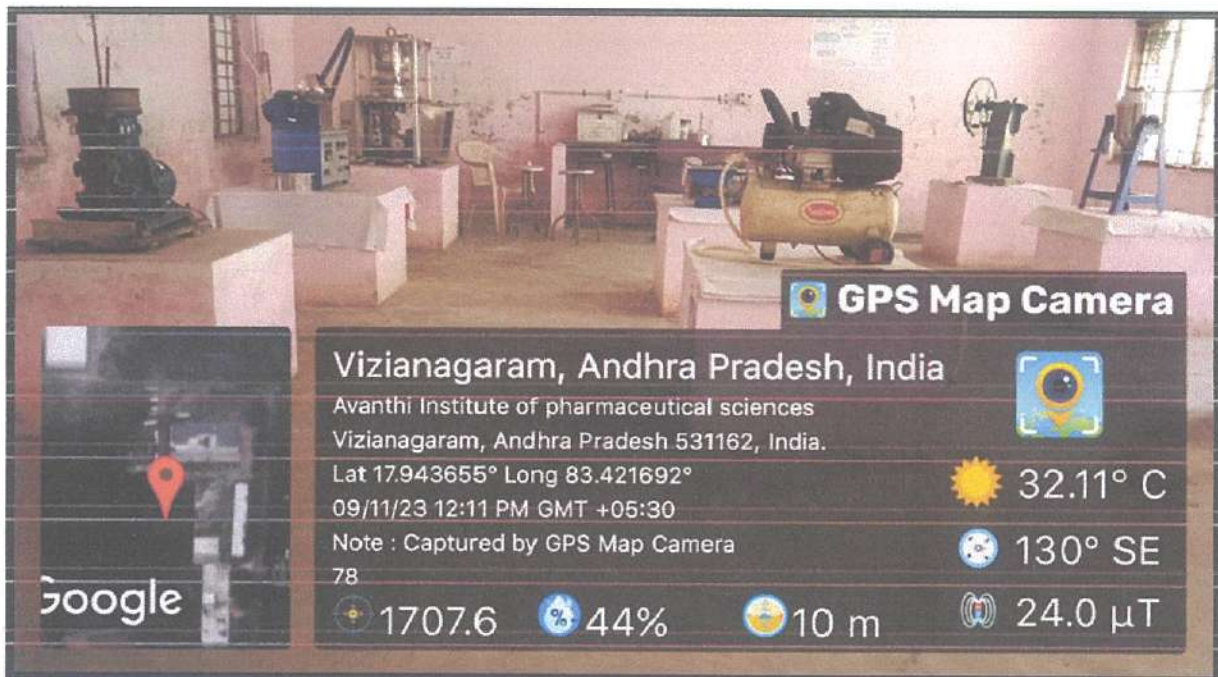 GPS Map Camera
Vizianagaram, Andhra Pradesh, India
Avanthi Institute of pharmaceutical sciences
Vizianagaram, Andhra Pradesh 531162, India.
Lat 17.943655° Long 83.421692°
09/11/23 12:11 PM GMT +05:30
Note : Captured by GPS Map Camera
78
32.11° C
130° SE
Google
1707.6 44% 10 m 24.0 µT